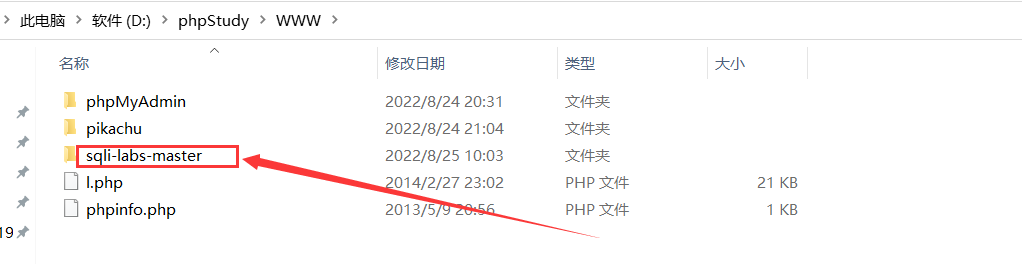 此电脑 > 软件 (D:) > phpStudy > WWW >
名称 修改日期 类型 大小
phpMyAdmin 2022/8/24 20:31 文件夹
pikachu 2022/8/24 21:04 文件夹
sqli-labs-master 2022/8/25 10:03 文件夹
l.php 2014/2/27 23:02 PHP 文件 21 KB
phpinfo.php 2013/5/9 20:56 PHP 文件 1 KB
19